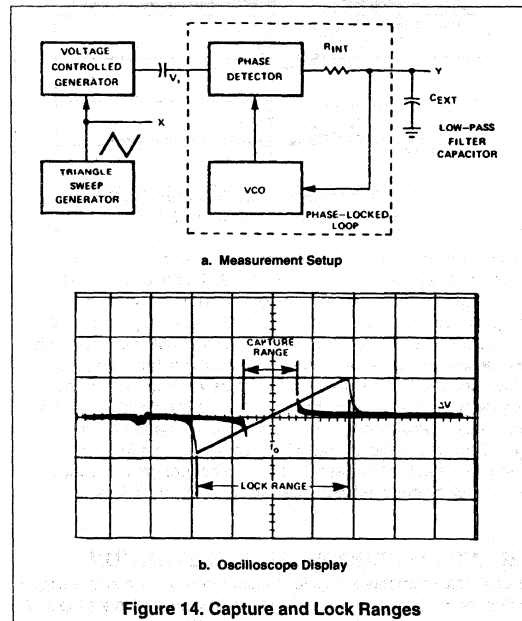 VOLTAGE
CONTROLLED
GENERATOR
PHASE
DETECTOR
RINT
Y
X
CEXT
LOW-PASS
FILTER
CAPACITOR
TRIANGLE
SWEEP
GENERATOR
VCO
PHASE-LOCKED
LOOP
a. Measurement Setup
CAPTURE
RANGE
ΔV
LOCK RANGE
b. Oscilloscope Display
Figure 14. Capture and Lock Ranges